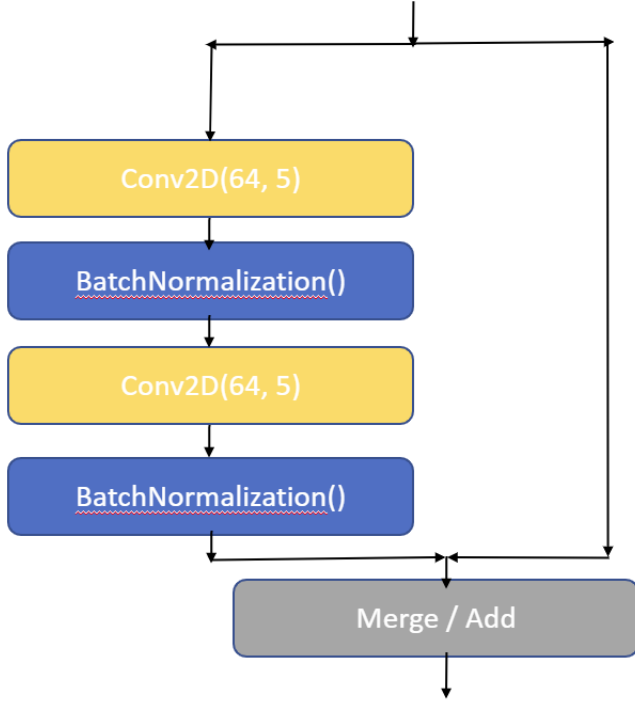 Conv2D(64, 5)
BatchNormalization()
Conv2D(64, 5)
BatchNormalization()
Merge / Add